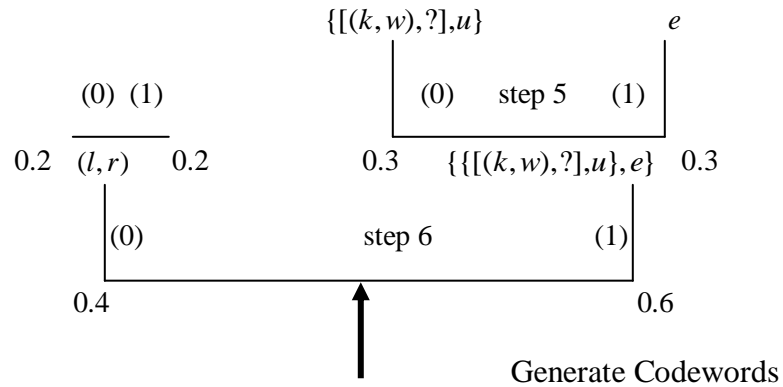 {[(k, w),?],u} e
(0) (1) (0) step 5 (1)
0.2 (l, r) 0.2 0.3 {{[(k, w),?],u},e} 0.3
(0) step 6 (1)
0.4 0.6
Generate Codewords